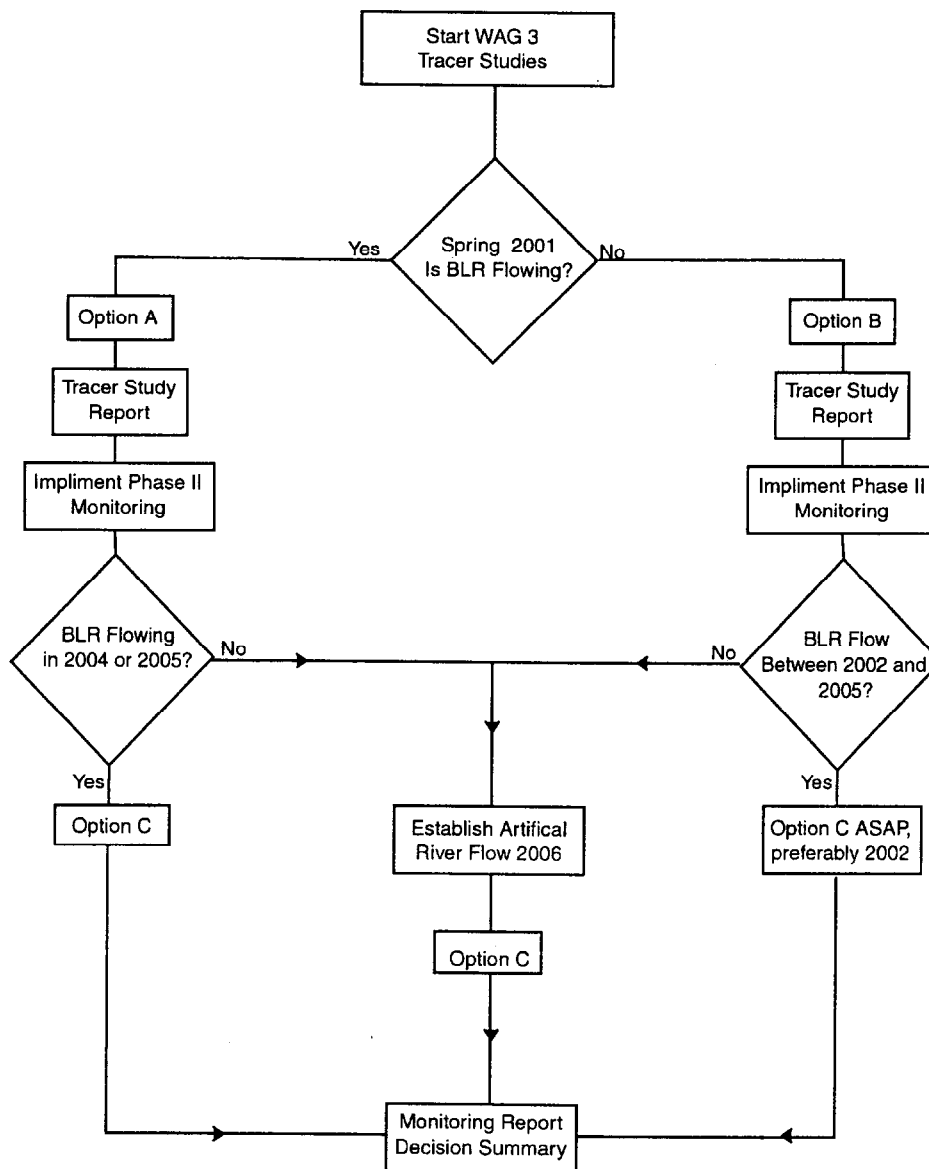 Start WAG 3
Tracer Studies
Yes
Spring 2001
Is BLR Flowing?
No
Option A
Option B
Tracer Study
Report
Tracer Study
Report
Impliment Phase II
Monitoring
Impliment Phase II
Monitoring
BLR Flowing
in 2004 or 2005?
No
No
BLR Flow
Between 2002 and
2005?
Yes
Yes
Option C
Establish Artifical
River Flow 2006
Option C ASAP,
preferably 2002
Option C
Monitoring Report
Decision Summary